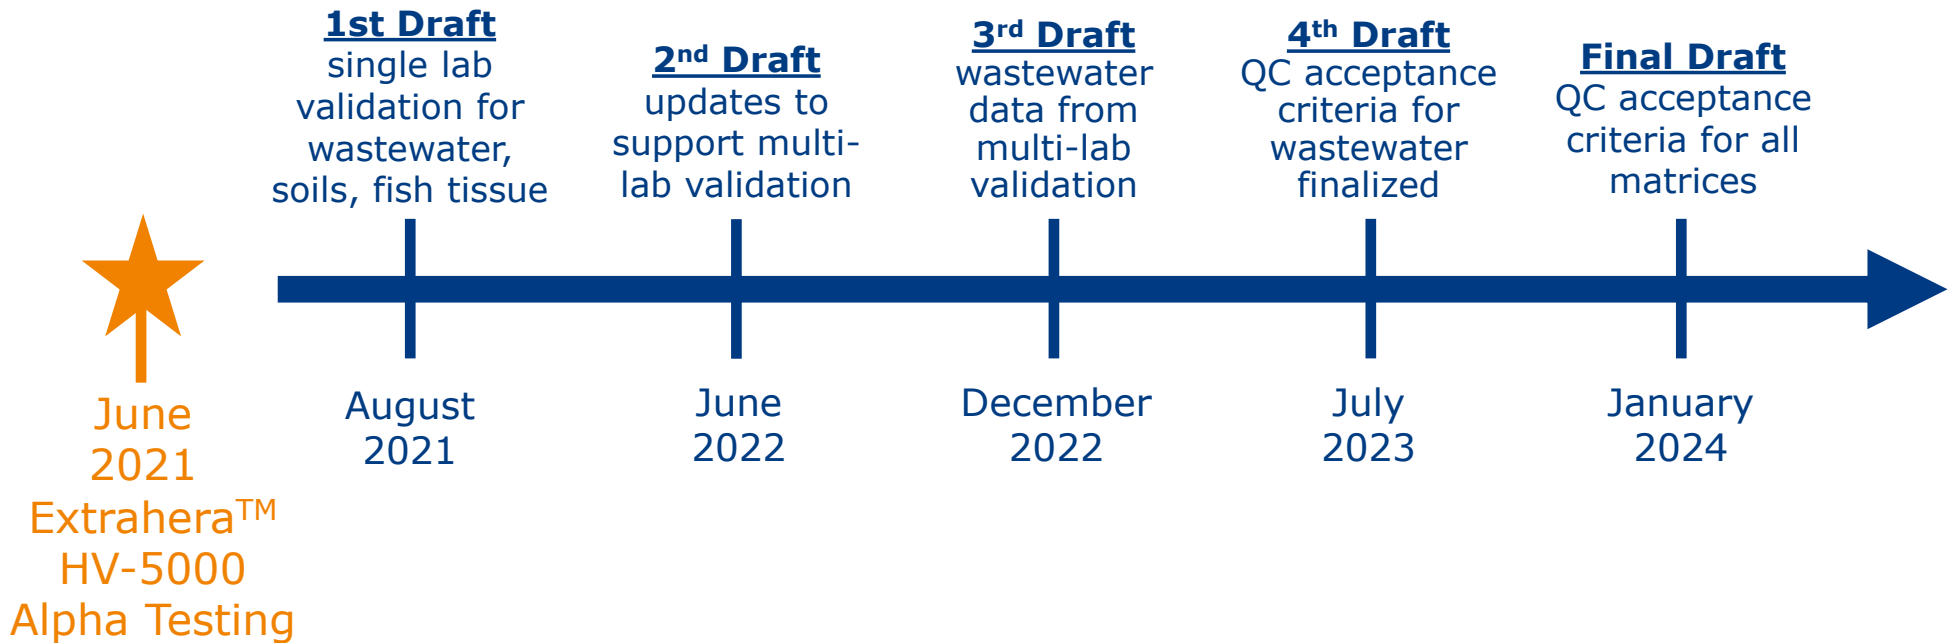 1st Draft
single lab
validation for
wastewater,
soils, fish tissue
2nd Draft
updates to
support multi-
lab validation
3rd Draft
wastewater
data from
multi-lab
validation
4th Draft
QC acceptance
criteria for
wastewater
finalized
Final Draft
QC acceptance
criteria for all
matrices
June
2021
Extrahera™
HV-5000
Alpha Testing
August
2021
June
2022
December
2022
July
2023
January
2024